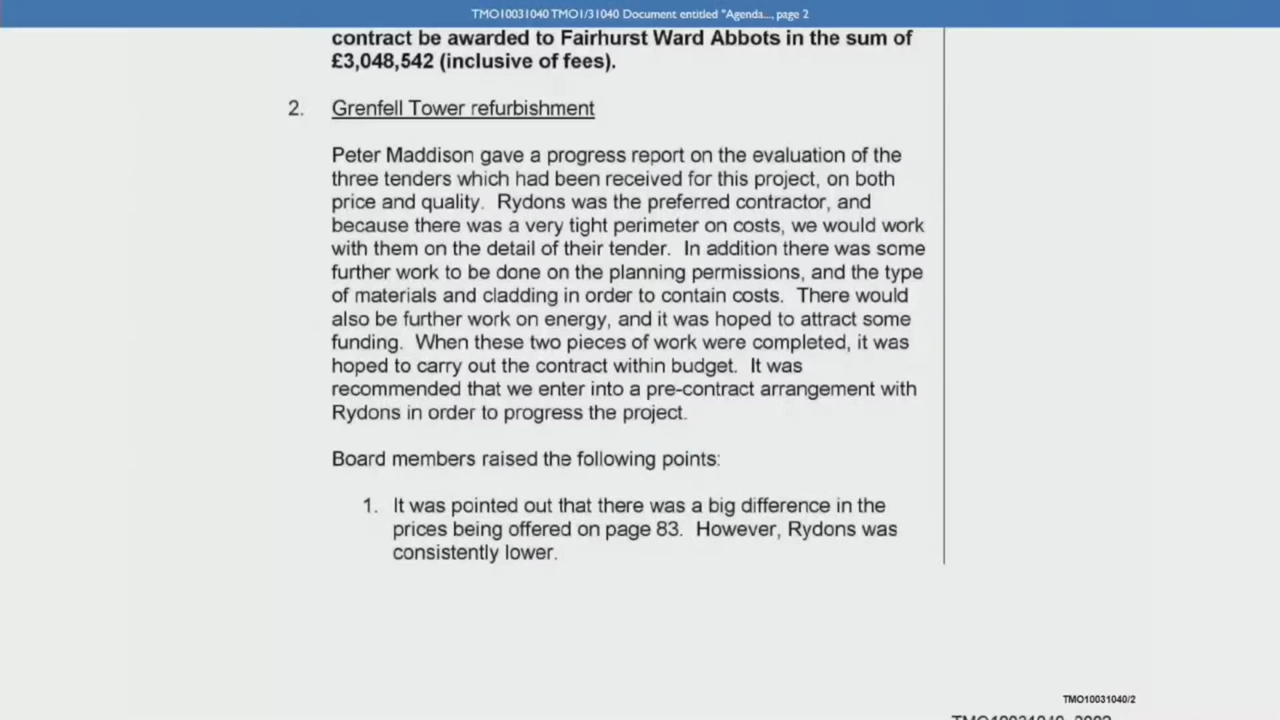 TMO10031040 TMO1/31040 Document entitled "Agenda..., page 2
contract be awarded to Fairhurst Ward Abbots in the sum of
£3,048,542 (inclusive of fees).
2. Grenfell Tower refurbishment
Peter Maddison gave a progress report on the evaluation of the
three tenders which had been received for this project, on both
price and quality. Rydons was the preferred contractor, and
because there was a very tight perimeter on costs, we would work
with them on the detail of their tender. In addition there was some
further work to be done on the planning permissions, and the type
of materials and cladding in order to contain costs. There would
also be further work on energy, and it was hoped to attract some
funding. When these two pieces of work were completed, it was
hoped to carry out the contract within budget. It was
recommended that we enter into a pre-contract arrangement with
Rydons in order to progress the project.
Board members raised the following points:
1. It was pointed out that there was a big difference in the
prices being offered on page 83. However, Rydons was
consistently lower.
TMO10031040/2